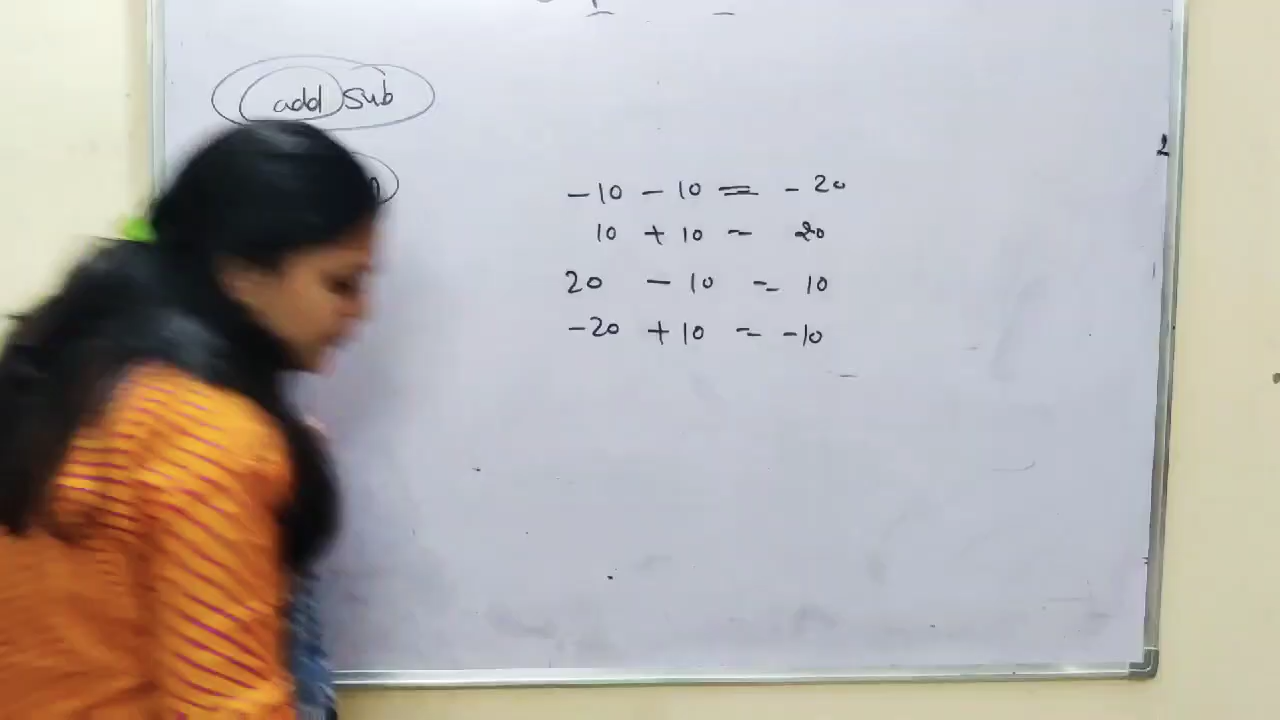 add sub
-10 - 10 = -20
10 + 10 = 20
20 - 10 = 10
-20 + 10 = -10